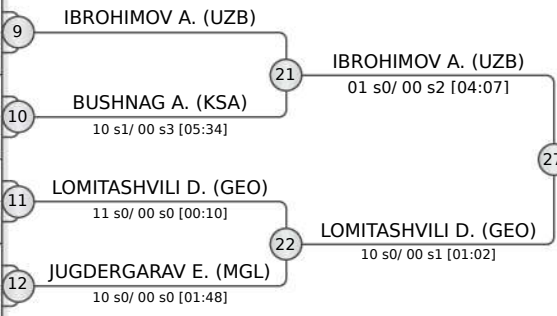 9
IBROHIMOV A. (UZB)
21
IBROHIMOV A. (UZB)
01 s0/ 00 s2 [04:07]
10
BUSHNAG A. (KSA)
10 s1/ 00 s3 [05:34]
27
11
LOMITASHVILI D. (GEO)
11 s0/ 00 s0 [00:10]
22
LOMITASHVILI D. (GEO)
10 s0/ 00 s1 [01:02]
12
JUGDERGARAV E. (MGL)
10 s0/ 00 s0 [01:48]